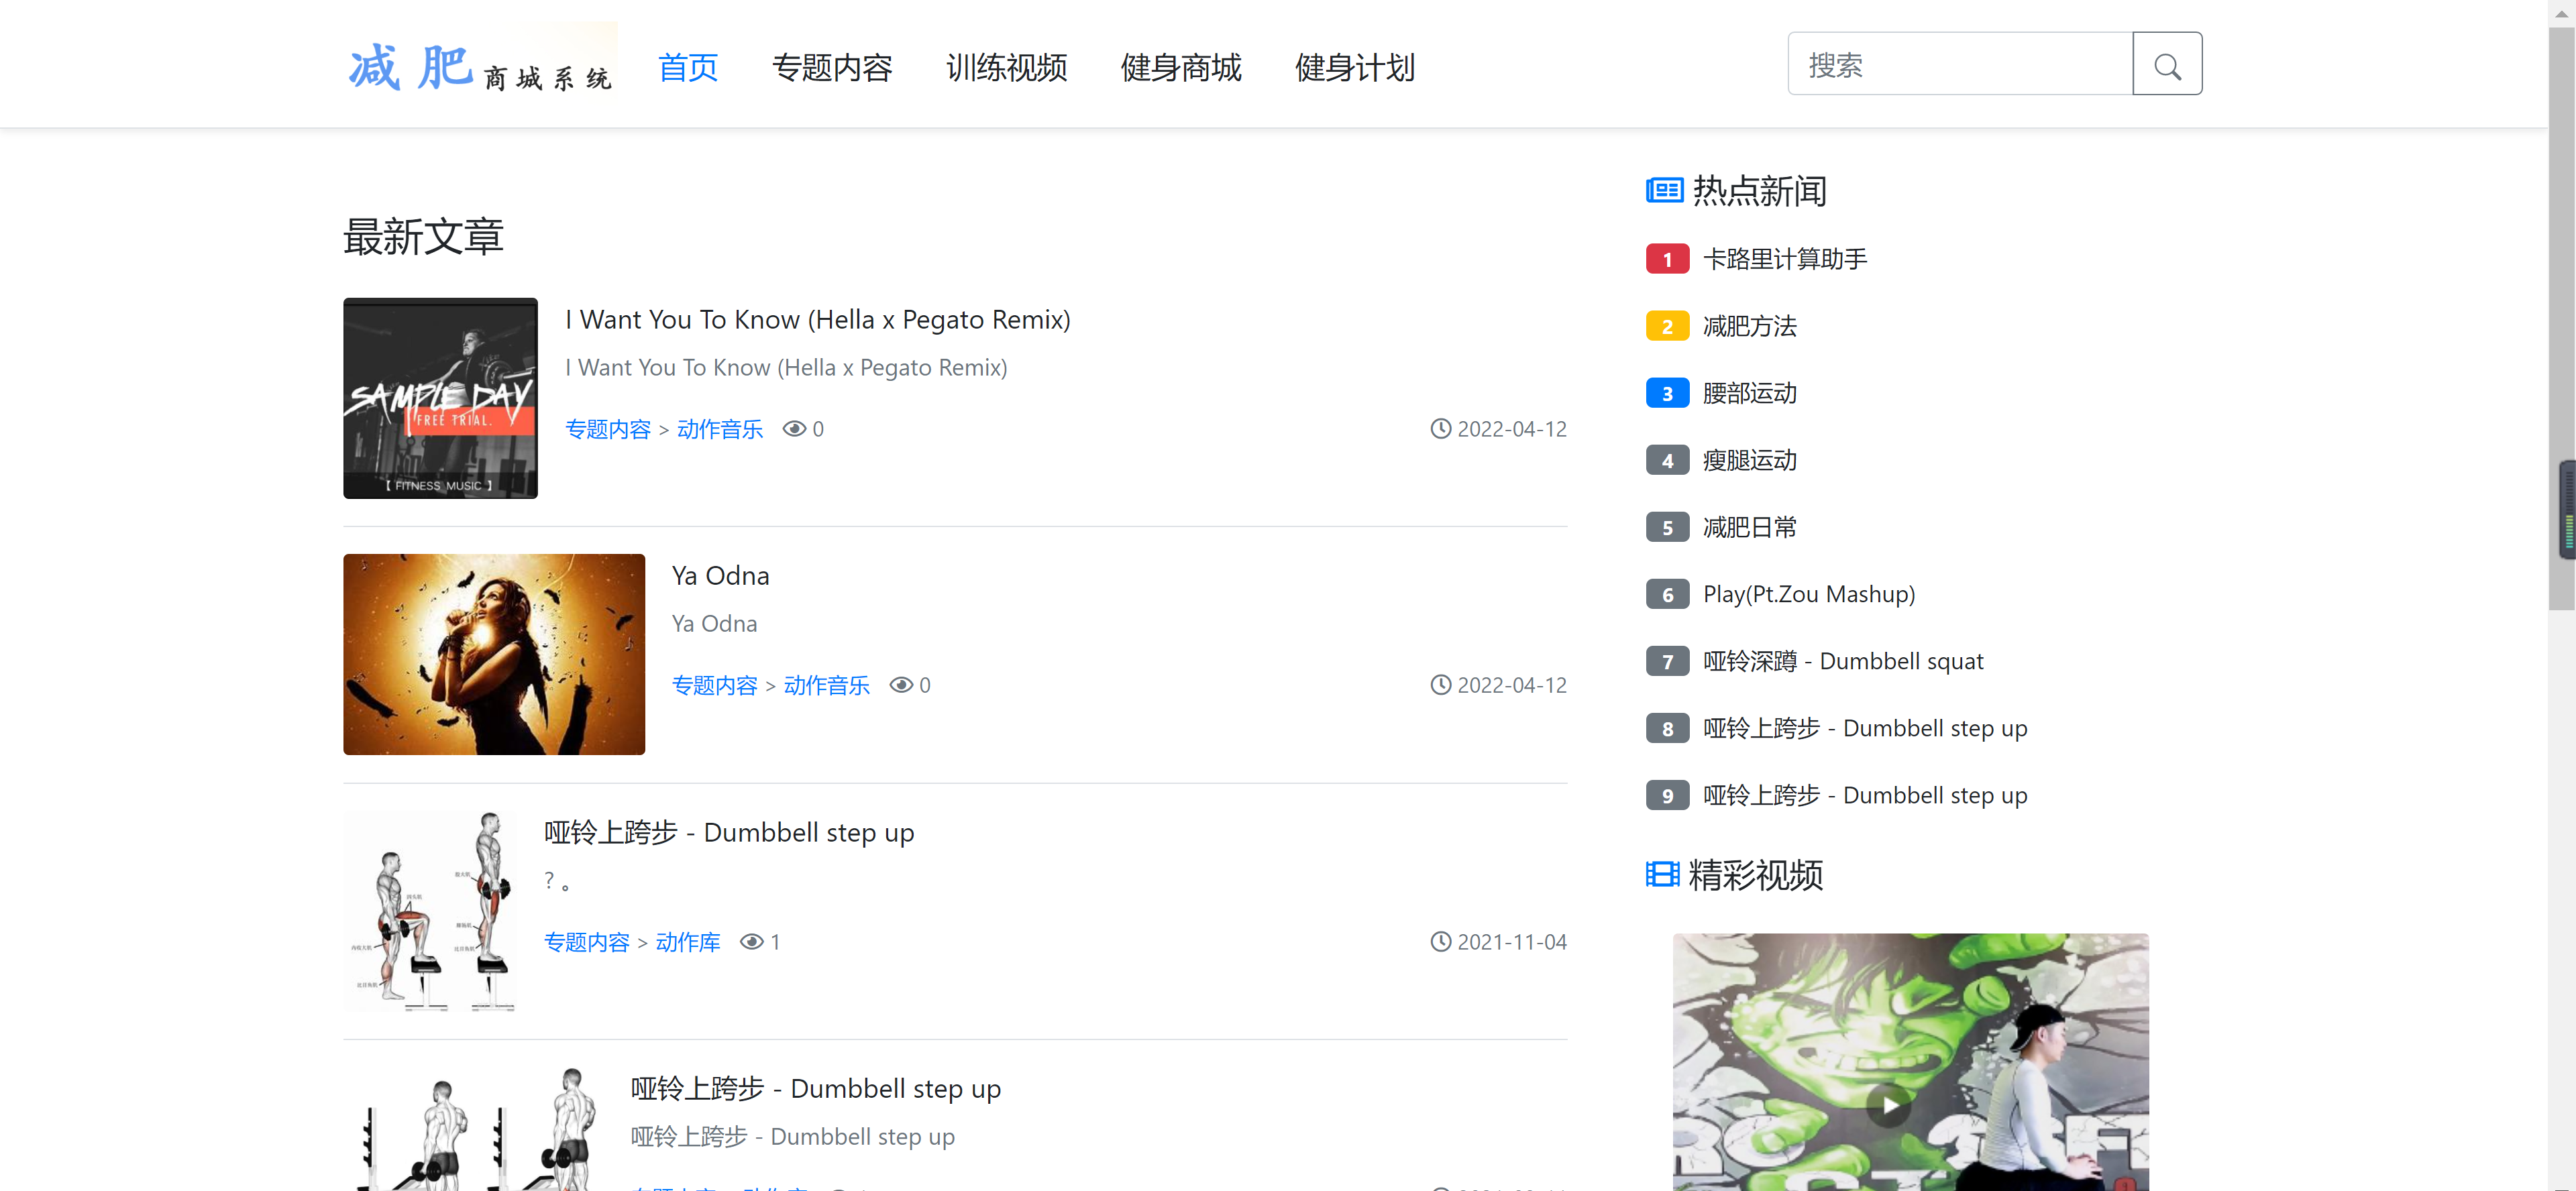 减肥商城系统
首页 专题内容 训练视频 健身商城 健身计划
搜索
最新文章
SAMPLE DAY
FREE TRIAL.
【 FITNESS MUSIC 】
I Want You To Know (Hella x Pegato Remix)
I Want You To Know (Hella x Pegato Remix)
专题内容 > 动作音乐 0 2022-04-12
Ya Odna
Ya Odna
专题内容 > 动作音乐 0 2022-04-12
哑铃上跨步 - Dumbbell step up
? 。
专题内容 > 动作库 1 2021-11-04
哑铃上跨步 - Dumbbell step up
哑铃上跨步 - Dumbbell step up
热点新闻
1 卡路里计算助手
2 减肥方法
3 腰部运动
4 瘦腿运动
5 减肥日常
6 Play(Pt.Zou Mashup)
7 哑铃深蹲 - Dumbbell squat
8 哑铃上跨步 - Dumbbell step up
9 哑铃上跨步 - Dumbbell step up
精彩视频